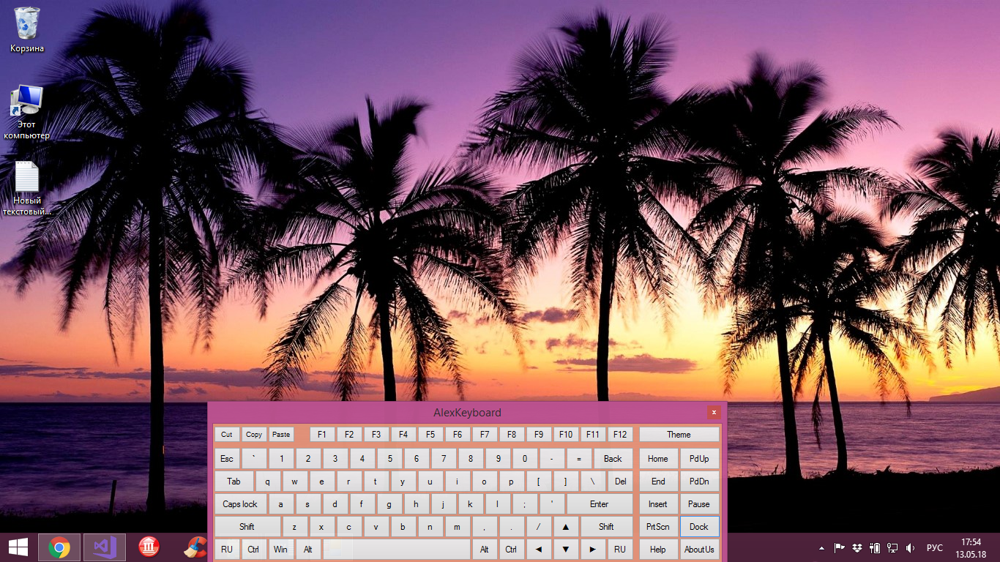 Корзина
Этот
компьютер
Новый
текстовый...
AlexKeyboard
x
Cut Copy Paste F1 F2 F3 F4 F5 F6 F7 F8 F9 F10 F11 F12 Theme
Esc ` 1 2 3 4 5 6 7 8 9 0 - = Back Home PdUp
Tab q w e r t y u i o p [ ] \ Del End PdDn
Caps lock a s d f g h j k l ; ' Enter Insert Pause
Shift z x c v b n m , . / ▲ Shift PrtScn Dock
RU Ctrl Win Alt Alt Ctrl ◄ ▼ ► RU Help About Us
РУС
17:54
13.05.18